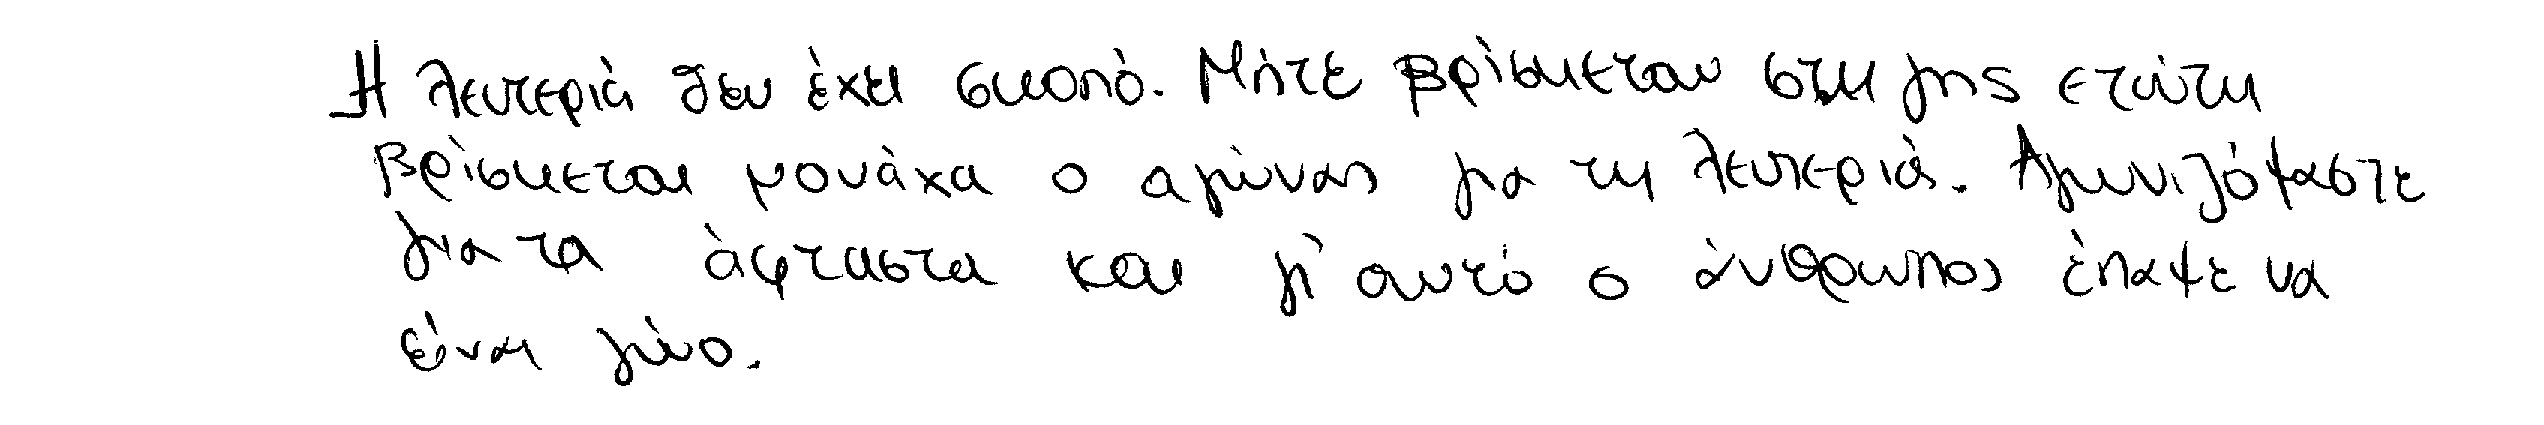 Η λευτεριά δεν έχει σκοπό. Μήτε βρίσκεται στη γης ετούτη
βρίσκεται μονάχα ο αγώνας για τη λευτεριά. Αγωνιζόμαστε
για τα άφταστα και γι' αυτό ο άνθρωπος έπαψε να
είναι ζώο.